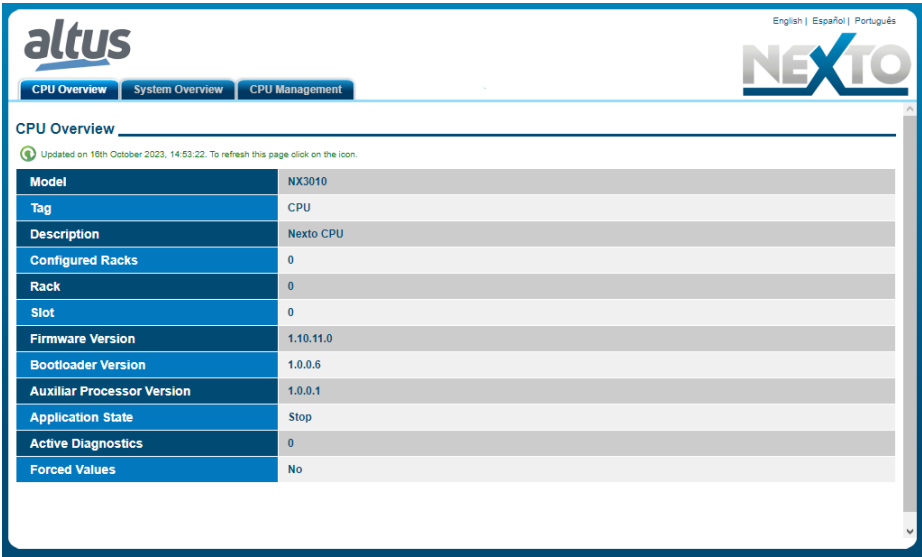 English | Español | Português
altus
NEXTO
CPU Overview System Overview CPU Management
CPU Overview
Updated on 16th October 2023, 14:53:22. To refresh this page click on the icon.
Model NX3010
Tag CPU
Description Nexto CPU
Configured Racks 0
Rack 0
Slot 0
Firmware Version 1.10.11.0
Bootloader Version 1.0.0.6
Auxiliar Processor Version 1.0.0.1
Application State Stop
Active Diagnostics 0
Forced Values No